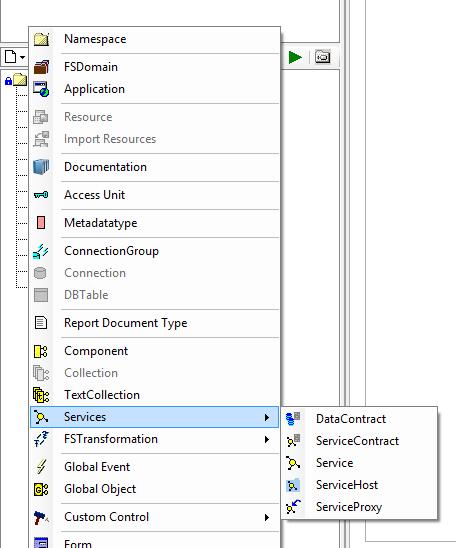 Namespace
FSDomain
Application
Resource
Import Resources
Documentation
Access Unit
Metadatatype
ConnectionGroup
Connection
DBTable
Report Document Type
Component
Collection
TextCollection
Services
FSTransformation
Global Event
Global Object
Custom Control
Form
DataContract
ServiceContract
Service
ServiceHost
ServiceProxy